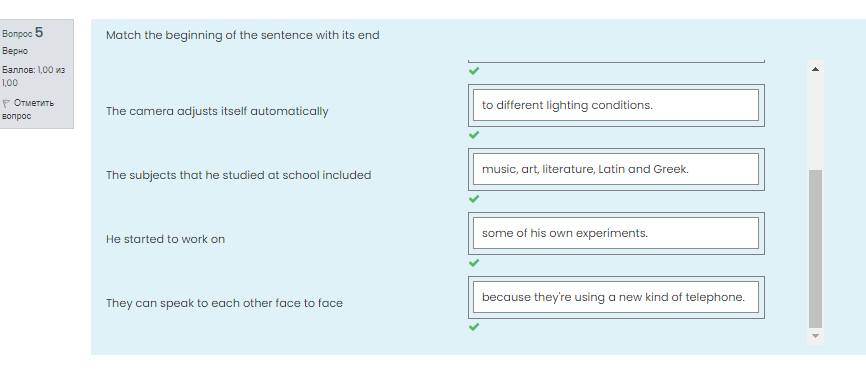 Вопрос 5
Верно
Баллов: 1,00 из
1,00
Отметить
вопрос
Match the beginning of the sentence with its end
The camera adjusts itself automatically
to different lighting conditions.
The subjects that he studied at school included
music, art, literature, Latin and Greek.
He started to work on
some of his own experiments.
They can speak to each other face to face
because they're using a new kind of telephone.